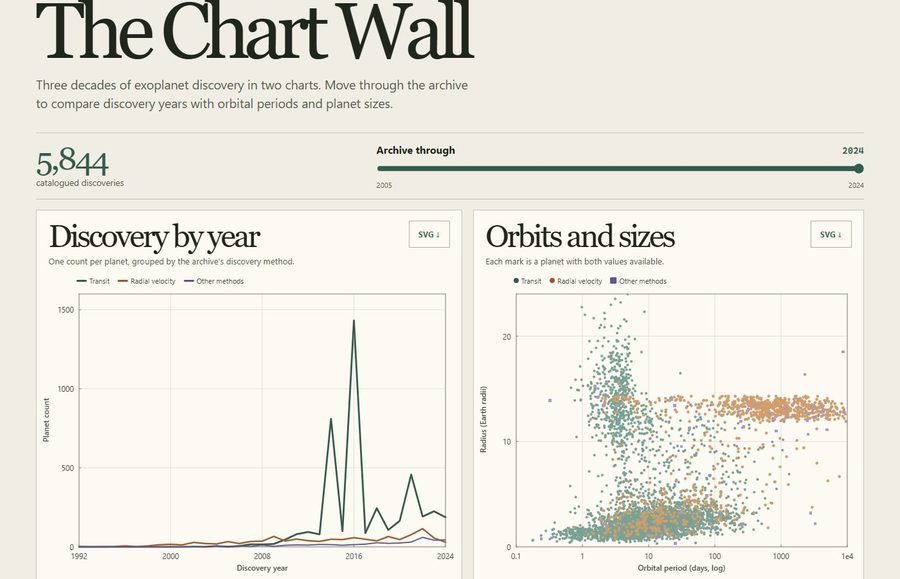 The Chart Wall
Three decades of exoplanet discovery in two charts. Move through the archive
to compare discovery years with orbital periods and planet sizes.
5,844
catalogued discoveries
Archive through
2024
2005
2024
Discovery by year
SVG ↓
One count per planet, grouped by the archive's discovery method.
Transit
Radial velocity
Other methods
1500
1000
500
0
Planet count
1992
2000
2008
2016
2024
Discovery year
Orbits and sizes
SVG ↓
Each mark is a planet with both values available.
Transit
Radial velocity
Other methods
20
10
0
Radius (Earth radii)
0.1
1
10
100
1000
1e4
Orbital period (days, log)